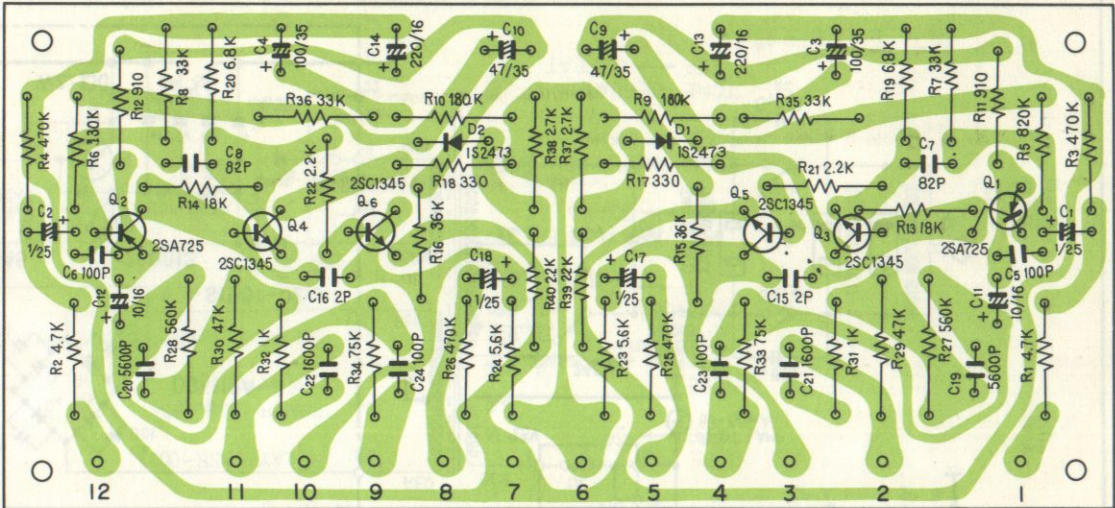 C4
100/35
C14
220/16
C10
47/35
C9
47/35
C13
220/16
C3
100/35
R12 910
R8 33K
R20 6.8K
R36 33K
R10 180K
R38 2.7K
R37 2.7K
R9 180K
R35 33K
R19 6.8K
R7 33K
R11 910
R4 470K
R6
C8
82P
R22 2.2K
D2
1S2473
R18 330
D1
1S2473
R17 330
R21 2.2K
C7
82P
R5 820K
R3 470K
C2
1/25
Q2
2SA725
R14 18K
Q4
2SC1345
Q6
2SC1345
R16 36K
R15 36K
Q5
2SC1345
Q3
2SC1345
R13 18K
Q1
2SA725
C1
1/25
C6 100P
C12
10/16
C16 2P
C18
1/25
R40 2.2K
R39 22K
C17
1/25
C15 2P
C5 100P
C11
10/16
R2 4.7K
C20 5600P
R28 560K
R30 47K
R32 1K
C22 1600P
R34 75K
C24 100P
R26 470K
R24 5.6K
R23 5.6K
R25 470K
C23 100P
R33 75K
C21 1600P
R31 1K
R29 47K
R27 560K
C19
5600P
R1 4.7K
12 11 10 9 8 7 6 5 4 3 2 1